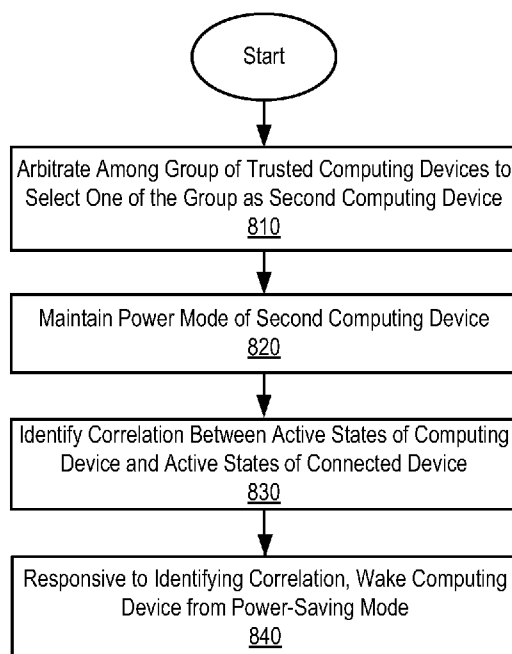 Start
Arbitrate Among Group of Trusted Computing Devices to
Select One of the Group as Second Computing Device
810
Maintain Power Mode of Second Computing Device
820
Identify Correlation Between Active States of Computing
Device and Active States of Connected Device
830
Responsive to Identifying Correlation, Wake Computing
Device from Power-Saving Mode
840